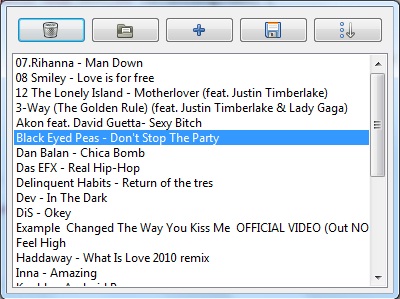 07.Rihanna - Man Down
08 Smiley - Love is for free
12 The Lonely Island - Motherlover (feat. Justin Timberlake)
3-Way (The Golden Rule) (feat. Justin Timberlake & Lady Gaga)
Akon feat. David Guetta- Sexy Bitch
Black Eyed Peas - Don't Stop The Party
Dan Balan - Chica Bomb
Das EFX - Real Hip-Hop
Delinquent Habits - Return of the tres
Dev - In The Dark
DiS - Okey
Example  Changed The Way You Kiss Me  OFFICIAL VIDEO (Out NO
Feel High
Haddaway - What Is Love 2010 remix
Inna - Amazing